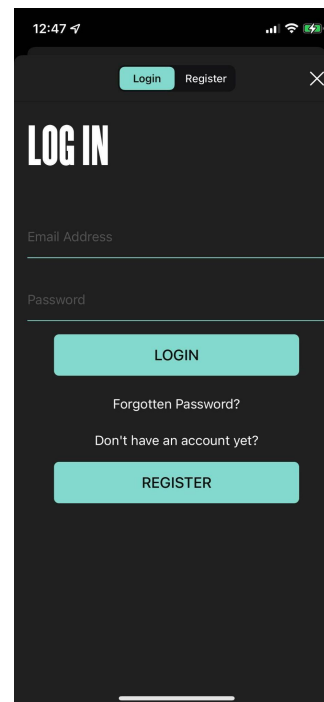 12:47
Login Register
LOG IN
Email Address
Password
LOGIN
Forgotten Password?
Don't have an account yet?
REGISTER